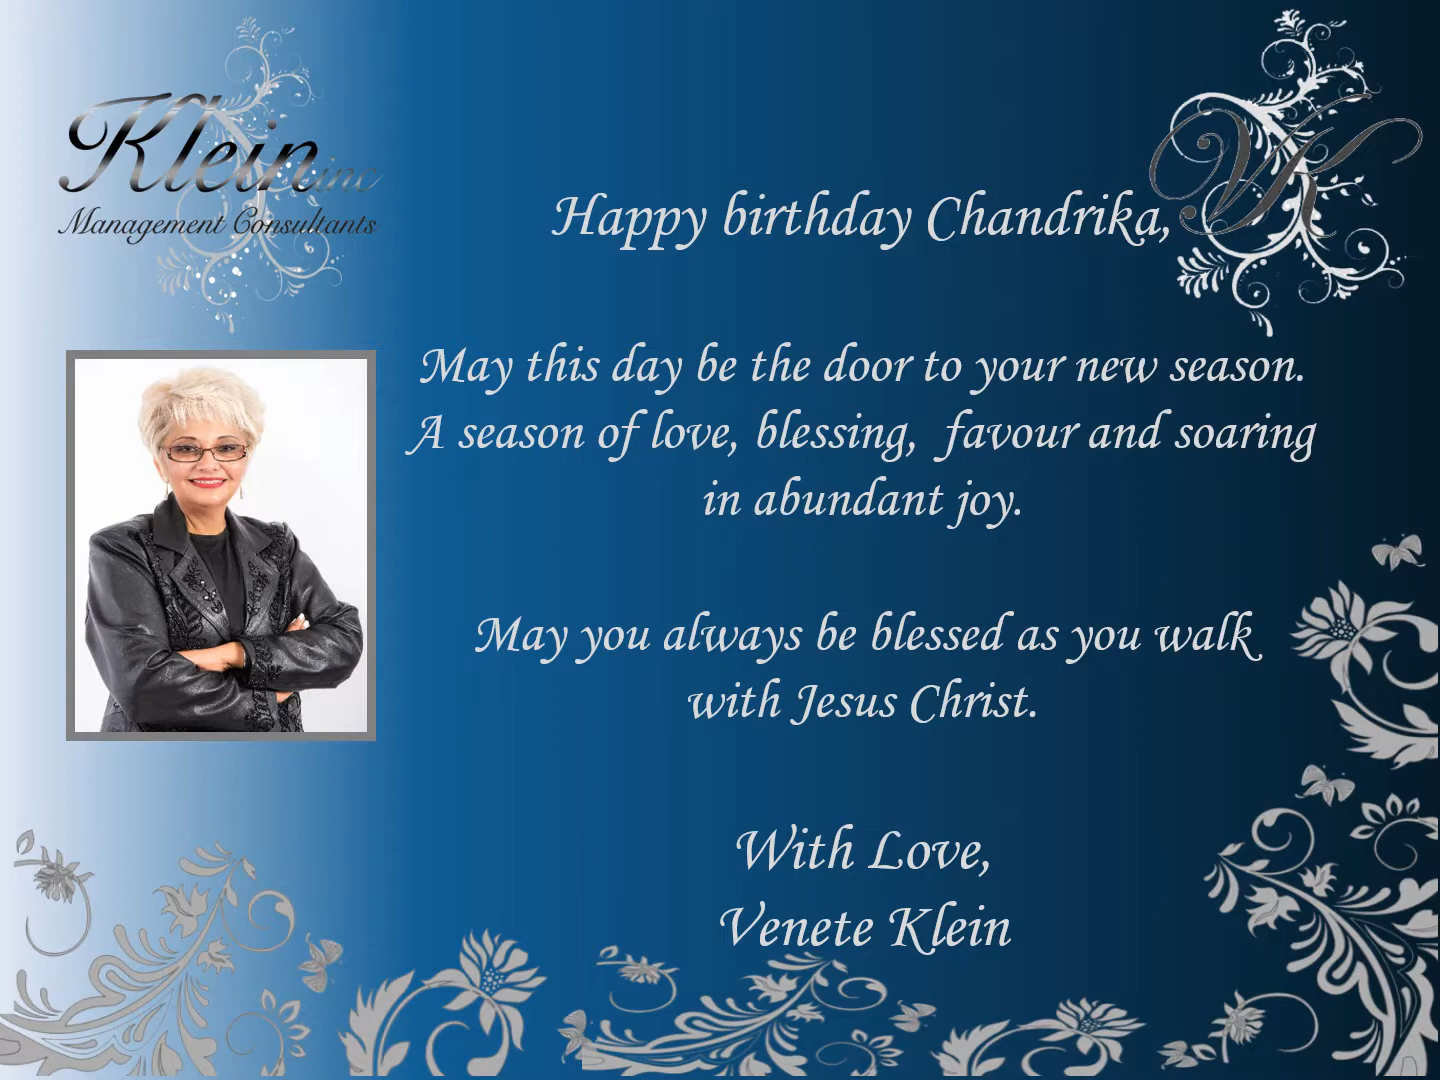 Klein inc
Management Consultants
VK
Happy birthday Chandrika,
May this day be the door to your new season.
A season of love, blessing,  favour and soaring
in abundant joy.
May you always be blessed as you walk
with Jesus Christ.
With Love,
Venete Klein